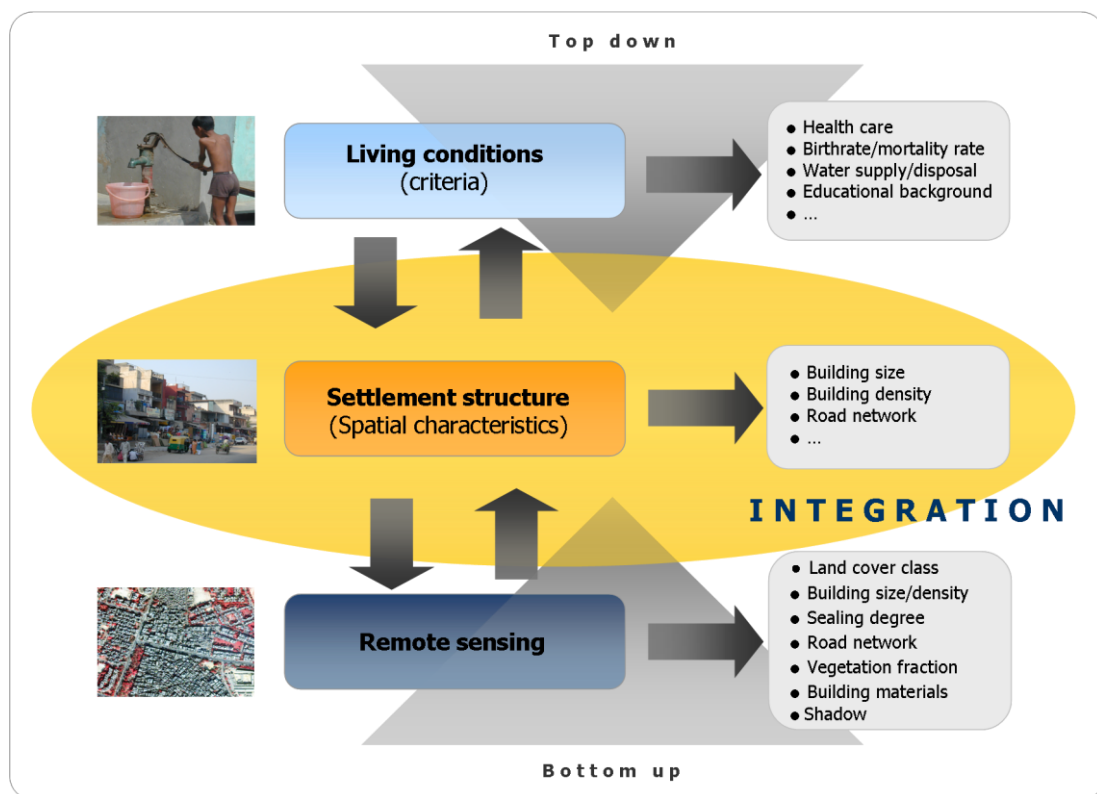 Top down
Living conditions
(criteria)
● Health care
● Birthrate/mortality rate
● Water supply/disposal
● Educational background
● ...
Settlement structure
(Spatial characteristics)
● Building size
● Building density
● Road network
● ...
INTEGRATION
Remote sensing
● Land cover class
● Building size/density
● Sealing degree
● Road network
● Vegetation fraction
● Building materials
● Shadow
Bottom up